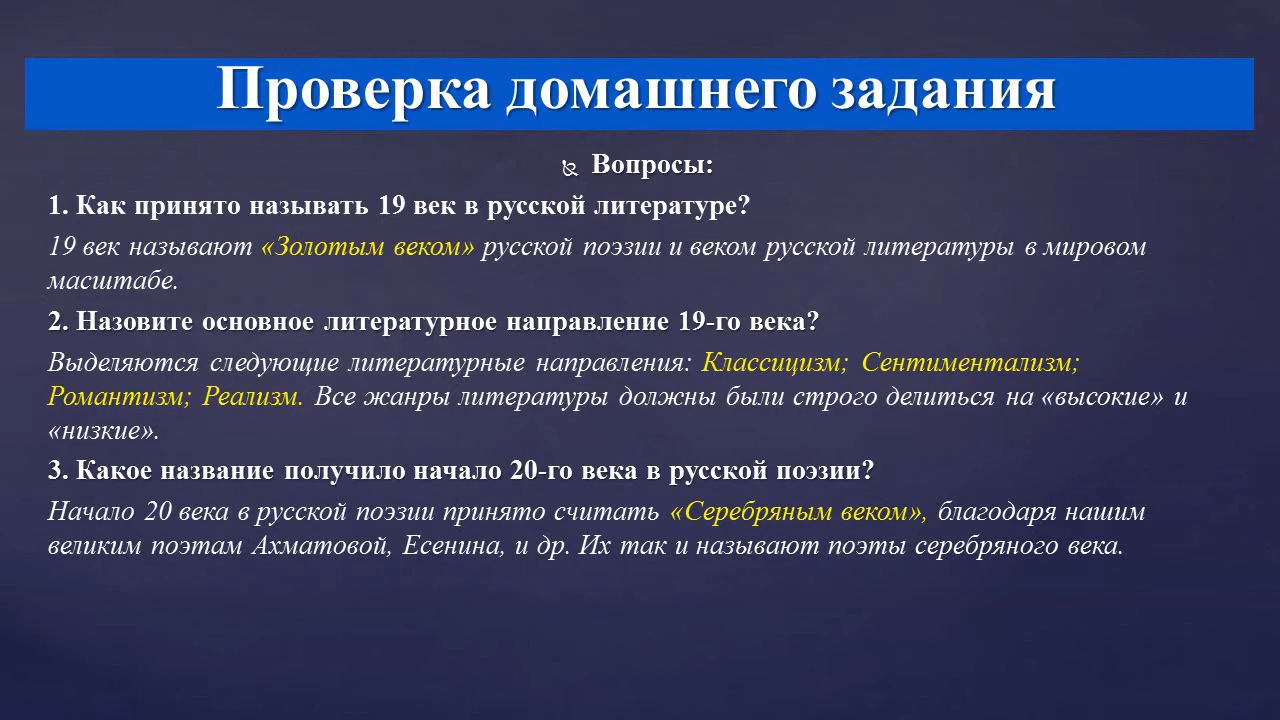 Проверка домашнего задания
Вопросы:
1. Как принято называть 19 век в русской литературе?
19 век называют «Золотым веком» русской поэзии и веком русской литературы в мировом
масштабе.
2. Назовите основное литературное направление 19-го века?
Выделяются следующие литературные направления: Классицизм; Сентиментализм;
Романтизм; Реализм. Все жанры литературы должны были строго делиться на «высокие» и
«низкие».
3. Какое название получило начало 20-го века в русской поэзии?
Начало 20 века в русской поэзии принято считать «Серебряным веком», благодаря нашим
великим поэтам Ахматовой, Есенина, и др. Их так и называют поэты серебряного века.